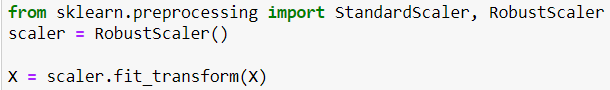 from sklearn.preprocessing import StandardScaler, RobustScaler
scaler = RobustScaler()
X = scaler.fit_transform(X)